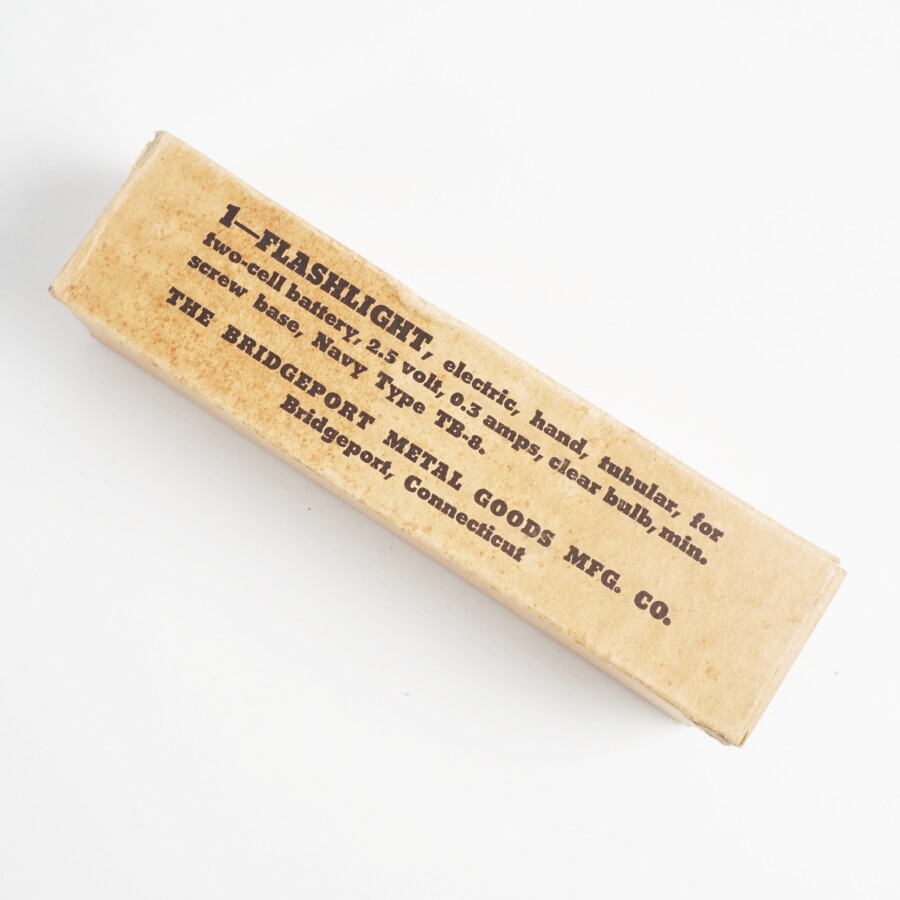 1—FLASHLIGHT, electric, hand, tubular, for
two-cell battery, 2.5 volt, 0.3 amps, clear bulb, min.
screw base, Navy Type TB-8.
THE BRIDGEPORT METAL GOODS MFG. CO.
Bridgeport, Connecticut